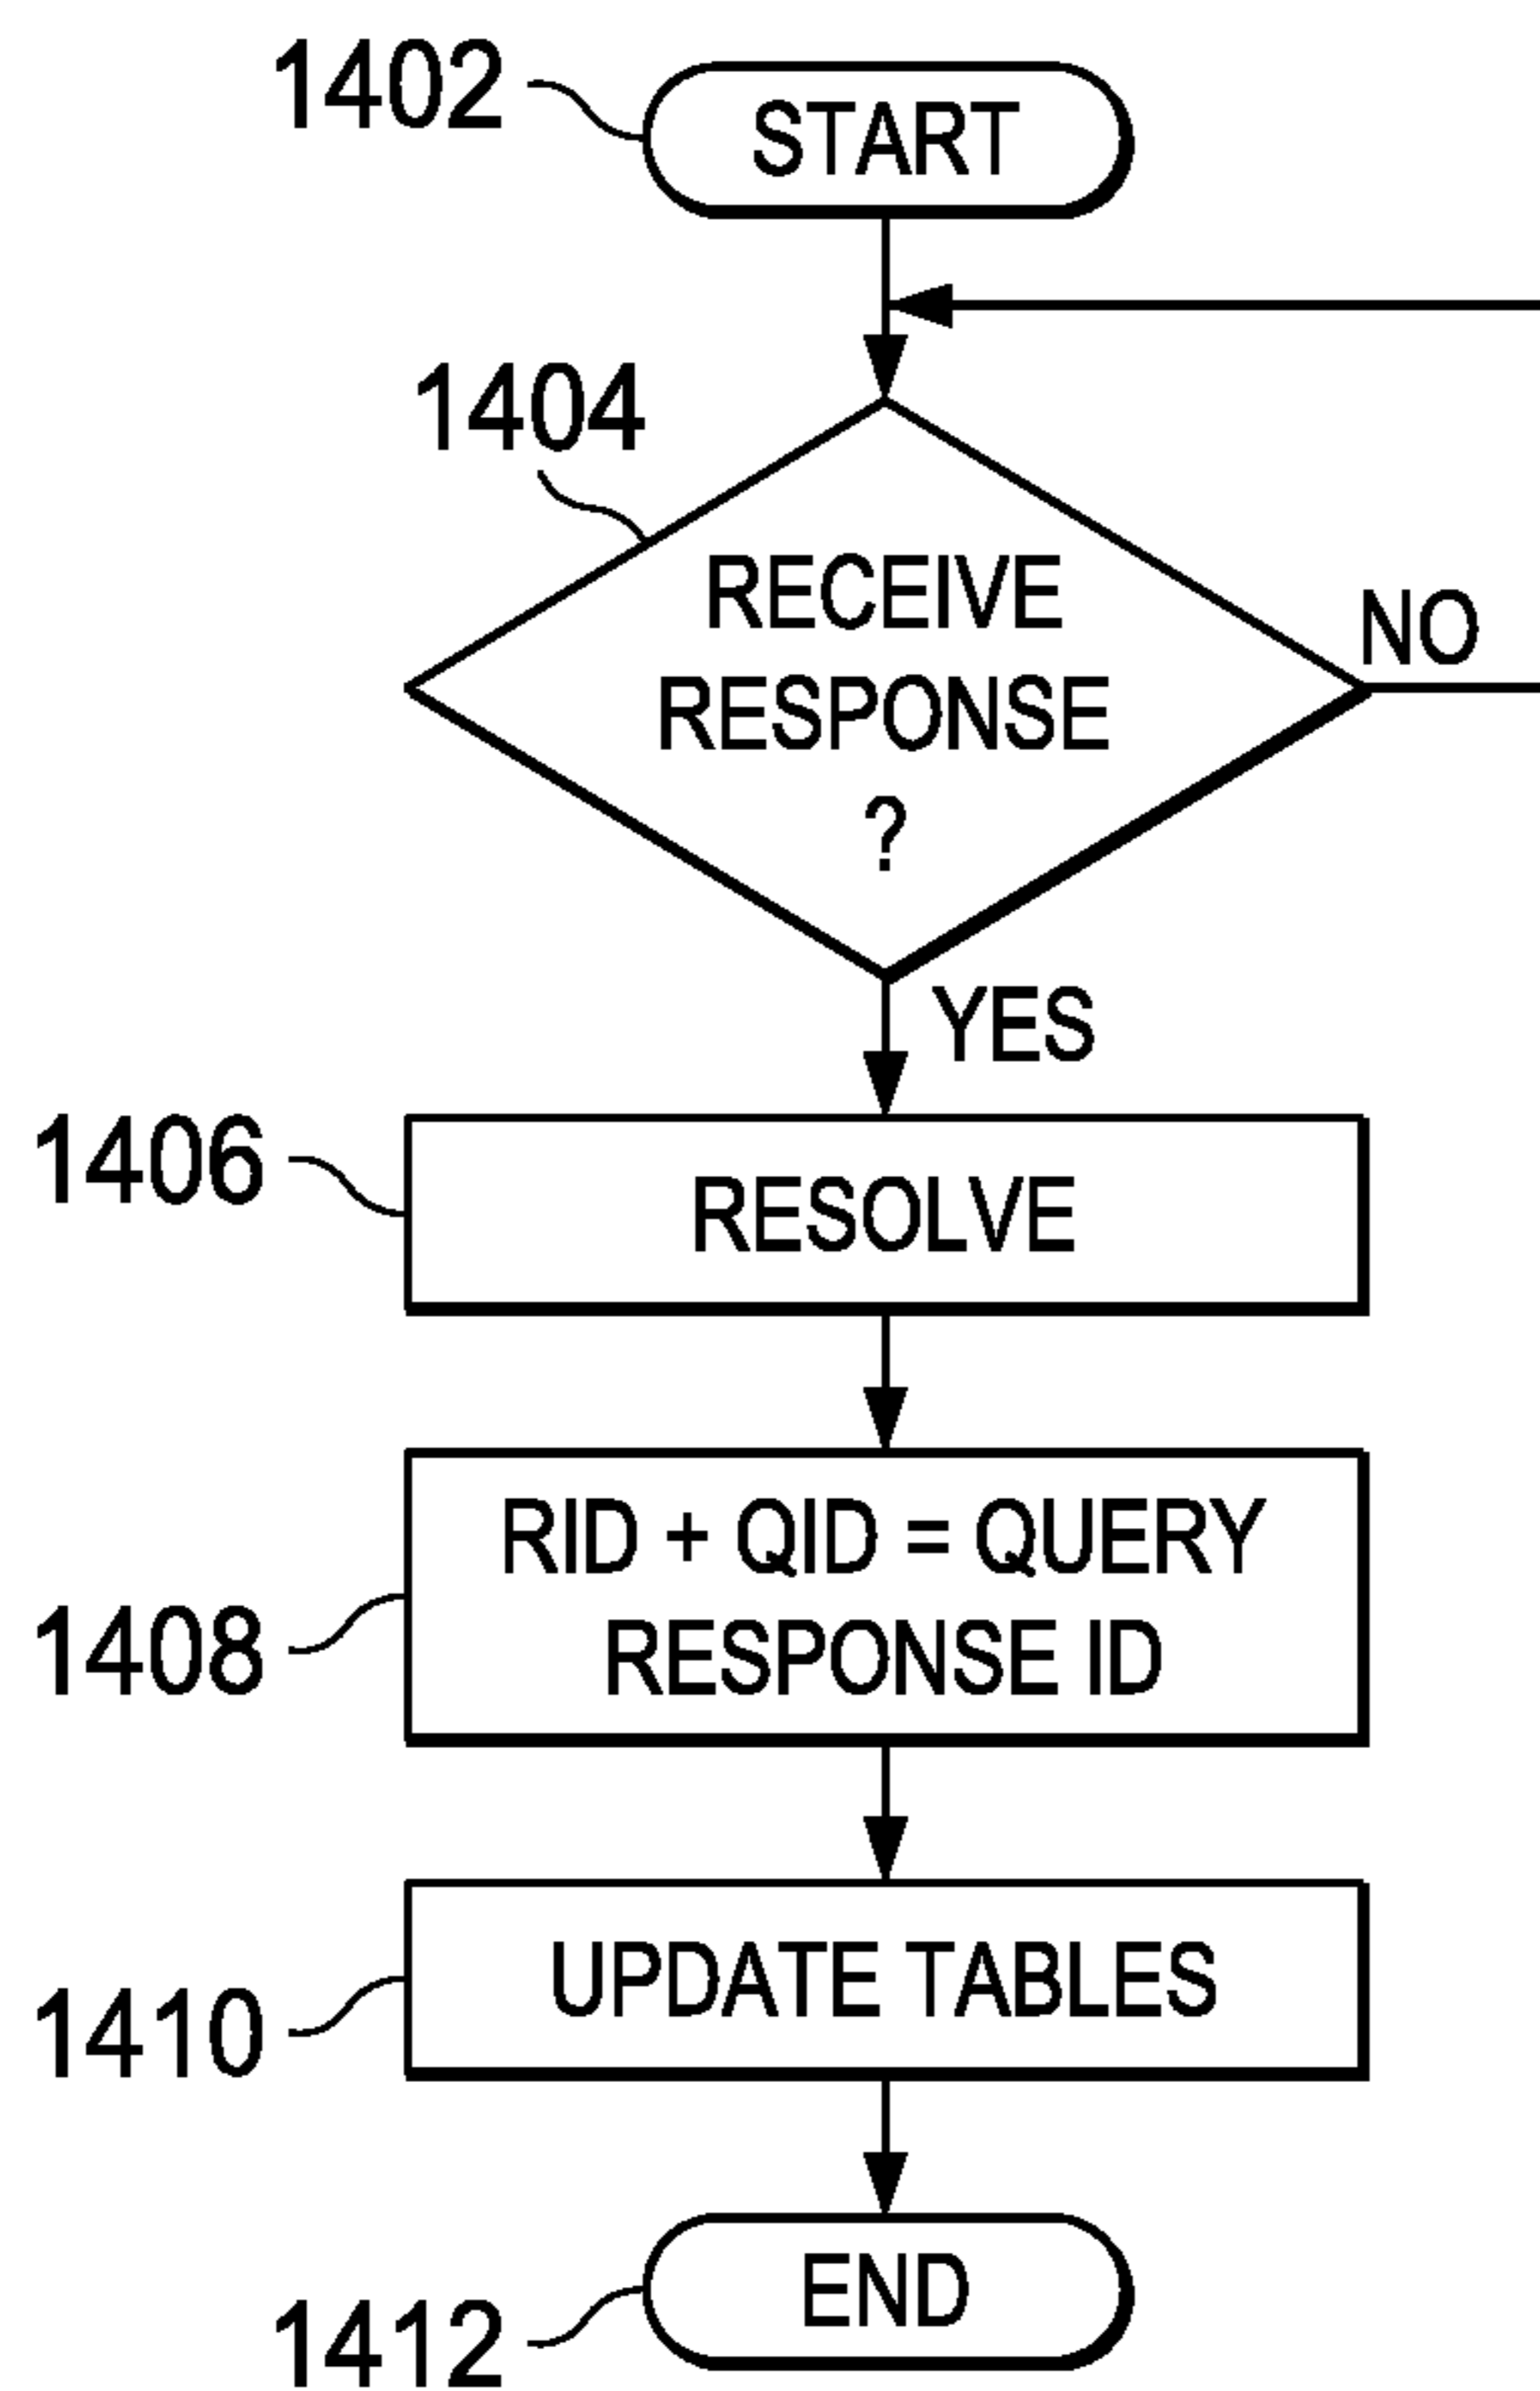 1402
START
1404
RECEIVE
RESPONSE
?
NO
YES
1406
RESOLVE
RID + QID = QUERY
RESPONSE ID
1408
UPDATE TABLES
1410
END
1412